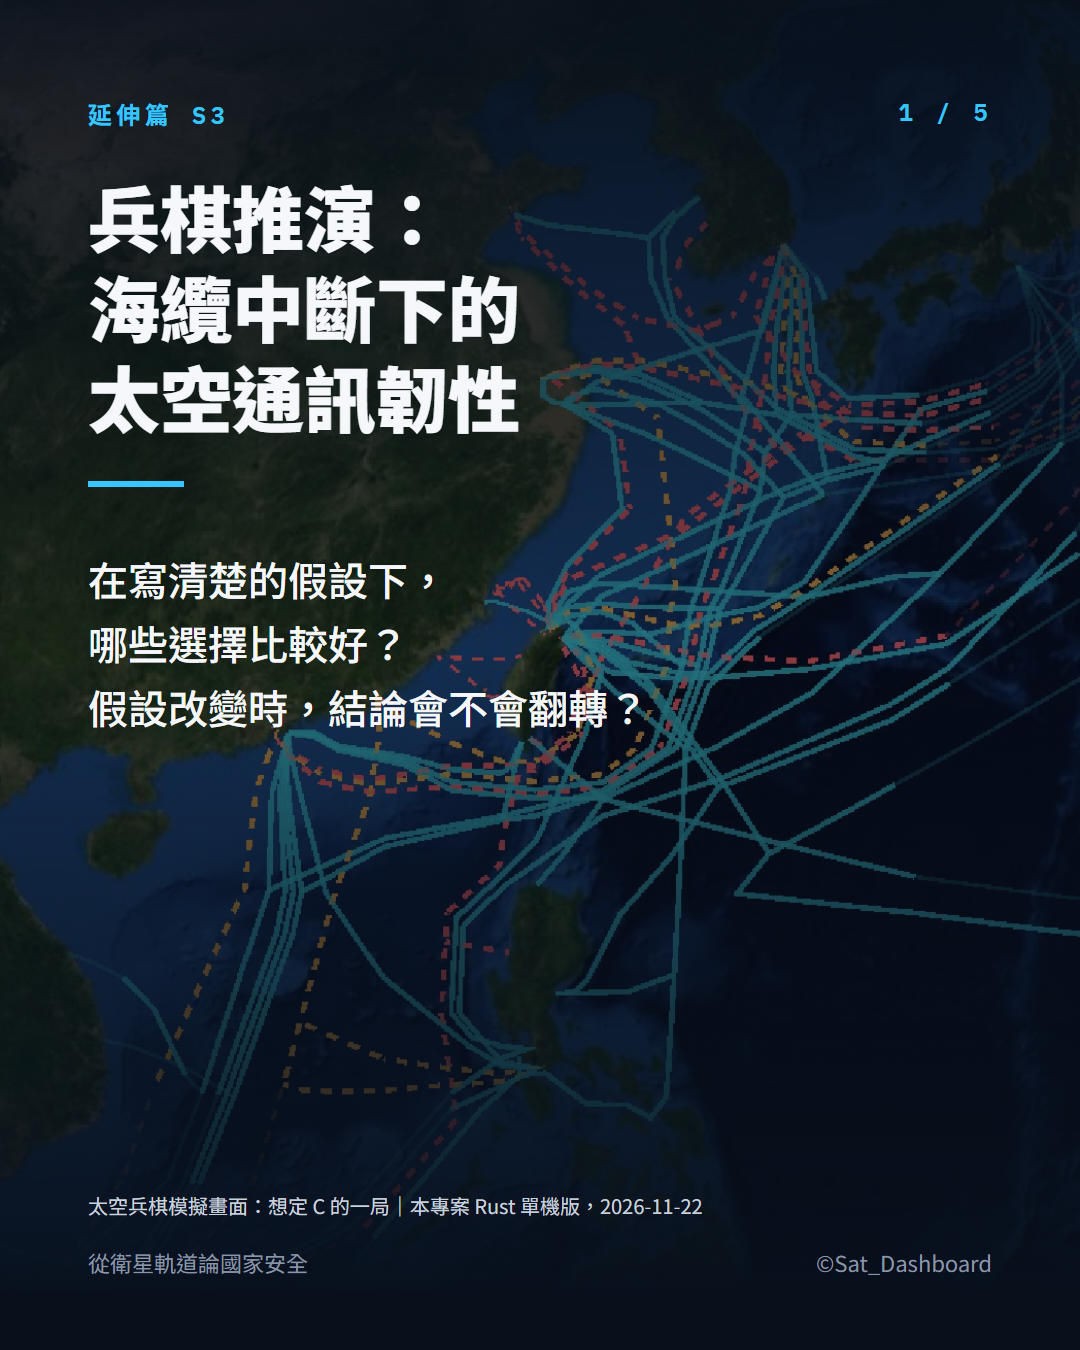 延伸篇 S3
1 / 5
兵棋推演：
海纜中斷下的
太空通訊韌性
在寫清楚的假設下，
哪些選擇比較好？
假設改變時，結論會不會翻轉？
太空兵棋模擬畫面：想定 C 的一局｜本專案 Rust 單機版，2026-11-22
從衛星軌道論國家安全
©Sat_Dashboard